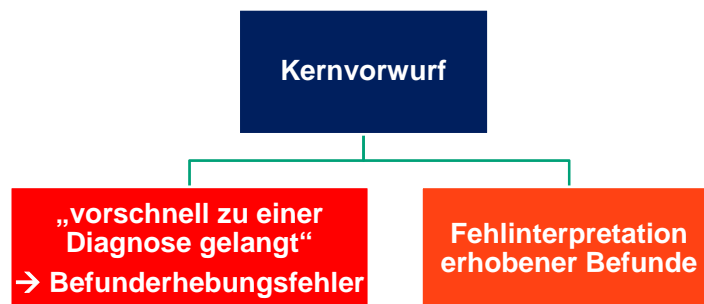 Kernvorwurf
„vorschnell zu einer
Diagnose gelangt“
→ Befunderhebungsfehler
Fehlinterpretation
erhobener Befunde